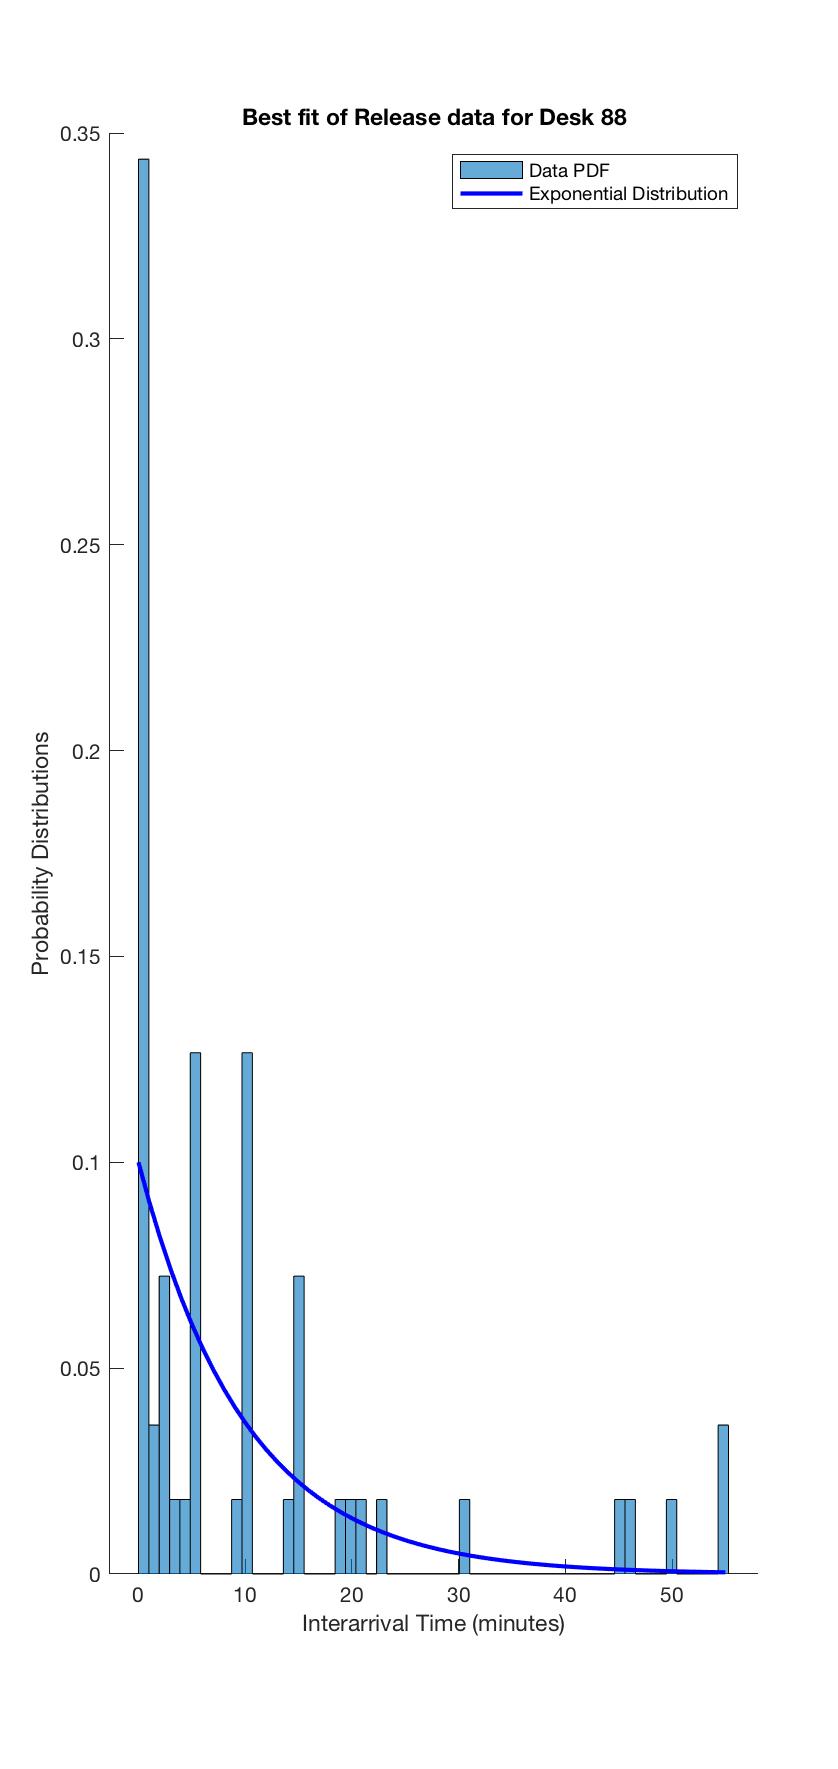 Best fit of Release data for Desk 88
Data PDF
Exponential Distribution
0.35
0.3
0.25
0.2
0.15
0.1
0.05
0
Probability Distributions
0 10 20 30 40 50
Interarrival Time (minutes)